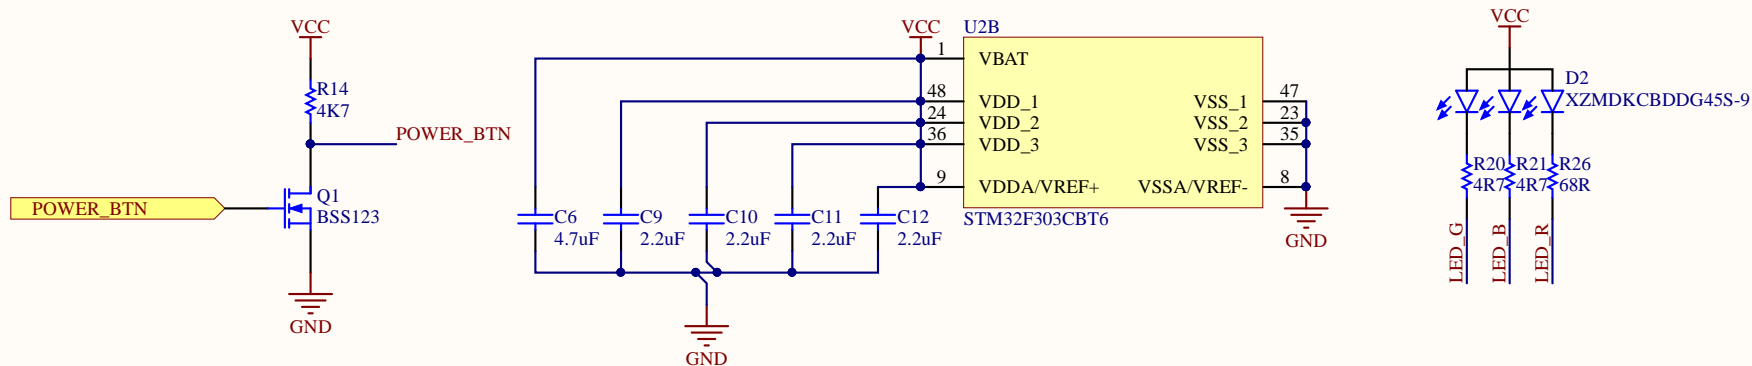 VCC
R14
4K7
POWER_BTN
POWER_BTN
Q1
BSS123
GND
VCC
U2B
1
VBAT
48
VDD_1
24
VDD_2
36
VDD_3
9
VDDA/VREF+
VSS_1
47
VSS_2
23
VSS_3
35
VSSA/VREF-
8
STM32F303CBT6
C6
4.7uF
C9
2.2uF
C10
2.2uF
C11
2.2uF
C12
2.2uF
GND
GND
VCC
D2
XZMDKCBDDG45S-9
R20
4R7
R21
4R7
R26
68R
LED_G
LED_B
LED_R